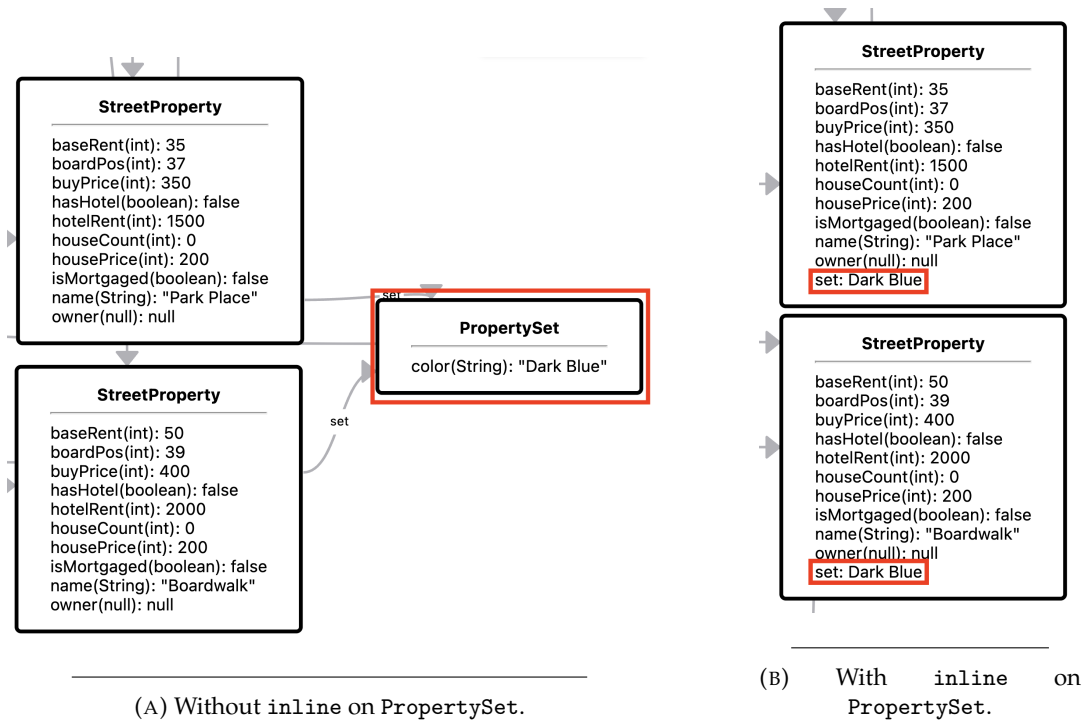 StreetProperty
baseRent(int): 35
boardPos(int): 37
buyPrice(int): 350
hasHotel(boolean): false
hotelRent(int): 1500
houseCount(int): 0
housePrice(int): 200
isMortgaged(boolean): false
name(String): "Park Place"
owner(null): null
set
PropertySet
color(String): "Dark Blue"
set
StreetProperty
baseRent(int): 50
boardPos(int): 39
buyPrice(int): 400
hasHotel(boolean): false
hotelRent(int): 2000
houseCount(int): 0
housePrice(int): 200
isMortgaged(boolean): false
name(String): "Boardwalk"
owner(null): null
(A) Without inline on PropertySet.
StreetProperty
baseRent(int): 35
boardPos(int): 37
buyPrice(int): 350
hasHotel(boolean): false
hotelRent(int): 1500
houseCount(int): 0
housePrice(int): 200
isMortgaged(boolean): false
name(String): "Park Place"
owner(null): null
set: Dark Blue
StreetProperty
baseRent(int): 50
boardPos(int): 39
buyPrice(int): 400
hasHotel(boolean): false
hotelRent(int): 2000
houseCount(int): 0
housePrice(int): 200
isMortgaged(boolean): false
name(String): "Boardwalk"
owner(null): null
set: Dark Blue
(B) With inline on
PropertySet.